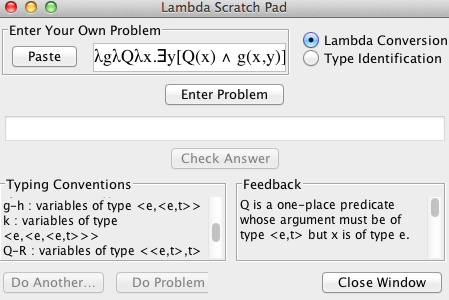 Lambda Scratch Pad
Enter Your Own Problem
Paste
λgλQλx.∃y[Q(x) ∧ g(x,y)]
Lambda Conversion
Type Identification
Enter Problem
Check Answer
Typing Conventions
g-h : variables of type <e,<e,t>>
k : variables of type
<e,<e,<e,t>>>
Q-R : variables of type <<e,t>,t>
Feedback
Q is a one-place predicate
whose argument must be of
type <e,t> but x is of type e.
Do Another...
Do Problem
Close Window